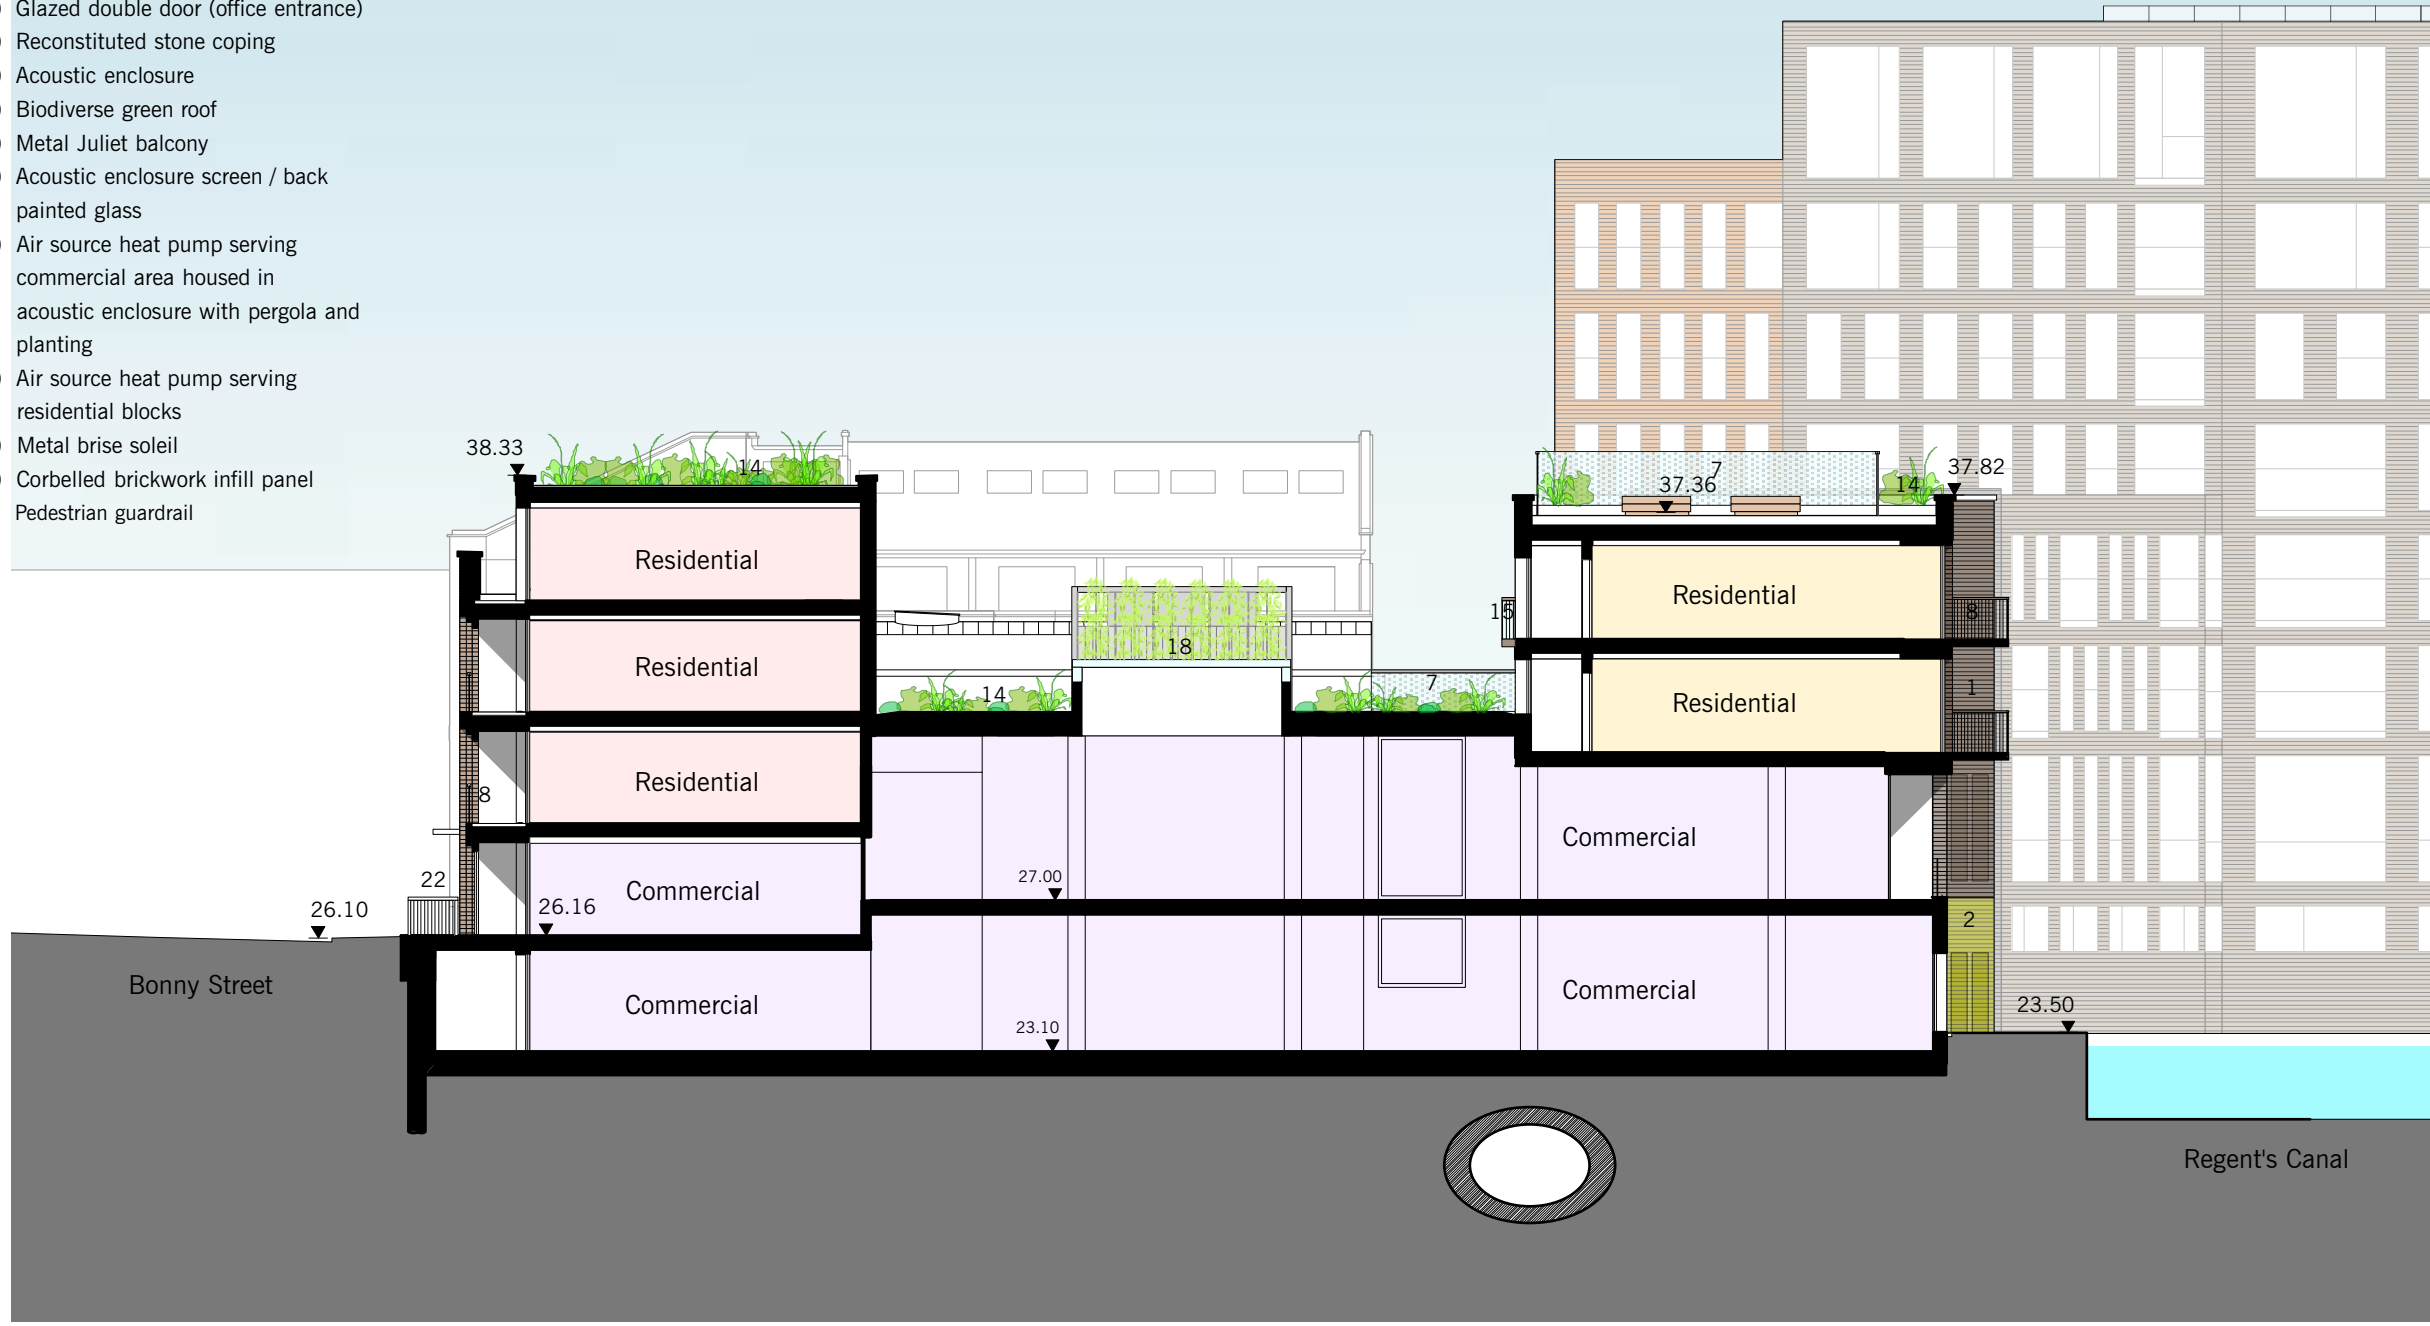 Glazed double door (office entrance)
Reconstituted stone coping
Acoustic enclosure
Biodiverse green roof
Metal Juliet balcony
Acoustic enclosure screen / back
painted glass
Air source heat pump serving
commercial area housed in
acoustic enclosure with pergola and
planting
Air source heat pump serving
residential blocks
Metal brise soleil
Corbelled brickwork infill panel
Pedestrian guardrail
38.33
14
7
37.36
14
37.82
Residential
Residential
15
8
18
Residential
14
7
1
Residential
Residential
8
Commercial
22
27.00
Commercial
26.10
26.16
2
Bonny Street
Commercial
Commercial
23.10
23.50
Regent's Canal